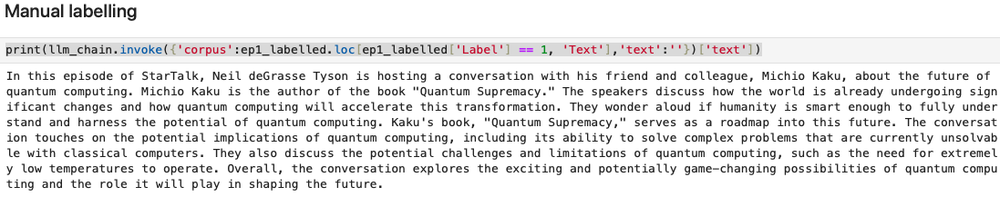 Manual labelling
print(llm_chain.invoke({'corpus':ep1_labelled.loc[ep1_labelled['Label'] == 1, 'Text'],'text':''})['text'])
In this episode of StarTalk, Neil deGrasse Tyson is hosting a conversation with his friend and colleague, Michio Kaku, about the future of
quantum computing. Michio Kaku is the author of the book "Quantum Supremacy." The speakers discuss how the world is already undergoing sign
ificant changes and how quantum computing will accelerate this transformation. They wonder aloud if humanity is smart enough to fully under
stand and harness the potential of quantum computing. Kaku's book, "Quantum Supremacy," serves as a roadmap into this future. The conversat
ion touches on the potential implications of quantum computing, including its ability to solve complex problems that are currently unsolvab
le with classical computers. They also discuss the potential challenges and limitations of quantum computing, such as the need for extremel
y low temperatures to operate. Overall, the conversation explores the exciting and potentially game-changing possibilities of quantum compu
ting and the role it will play in shaping the future.